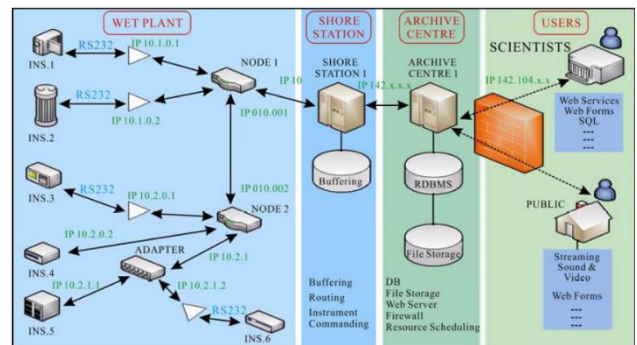 WET PLANT
SHORE
STATION
ARCHIVE
CENTRE
USERS
INS.1
RS232
IP 10.1.0.1
NODE 1
IP 10
SHORE
STATION 1
IP 142.x.x.x
ARCHIVE
CENTRE 1
SCIENTISTS
IP 142.104.x.x
Web Services
Web Forms
SQL
---
---
---
INS.2
RS232
IP 10.1.0.2
IP 010.001
Buffering
RDBMS
INS.3
RS232
IP 10.2.0.1
IP 010.002
NODE 2
PUBLIC
INS.4
IP 10.2.0.2
ADAPTER
IP 10.2.1
File Storage
Streaming
Sound &
Video
Web Forms
---
---
---
INS.5
IP 10.2.1.1
IP 10.2.1.2
RS232
INS.6
Buffering
Routing
Instrument
Commanding
DB
File Storage
Web Server
Firewall
Resource Scheduling